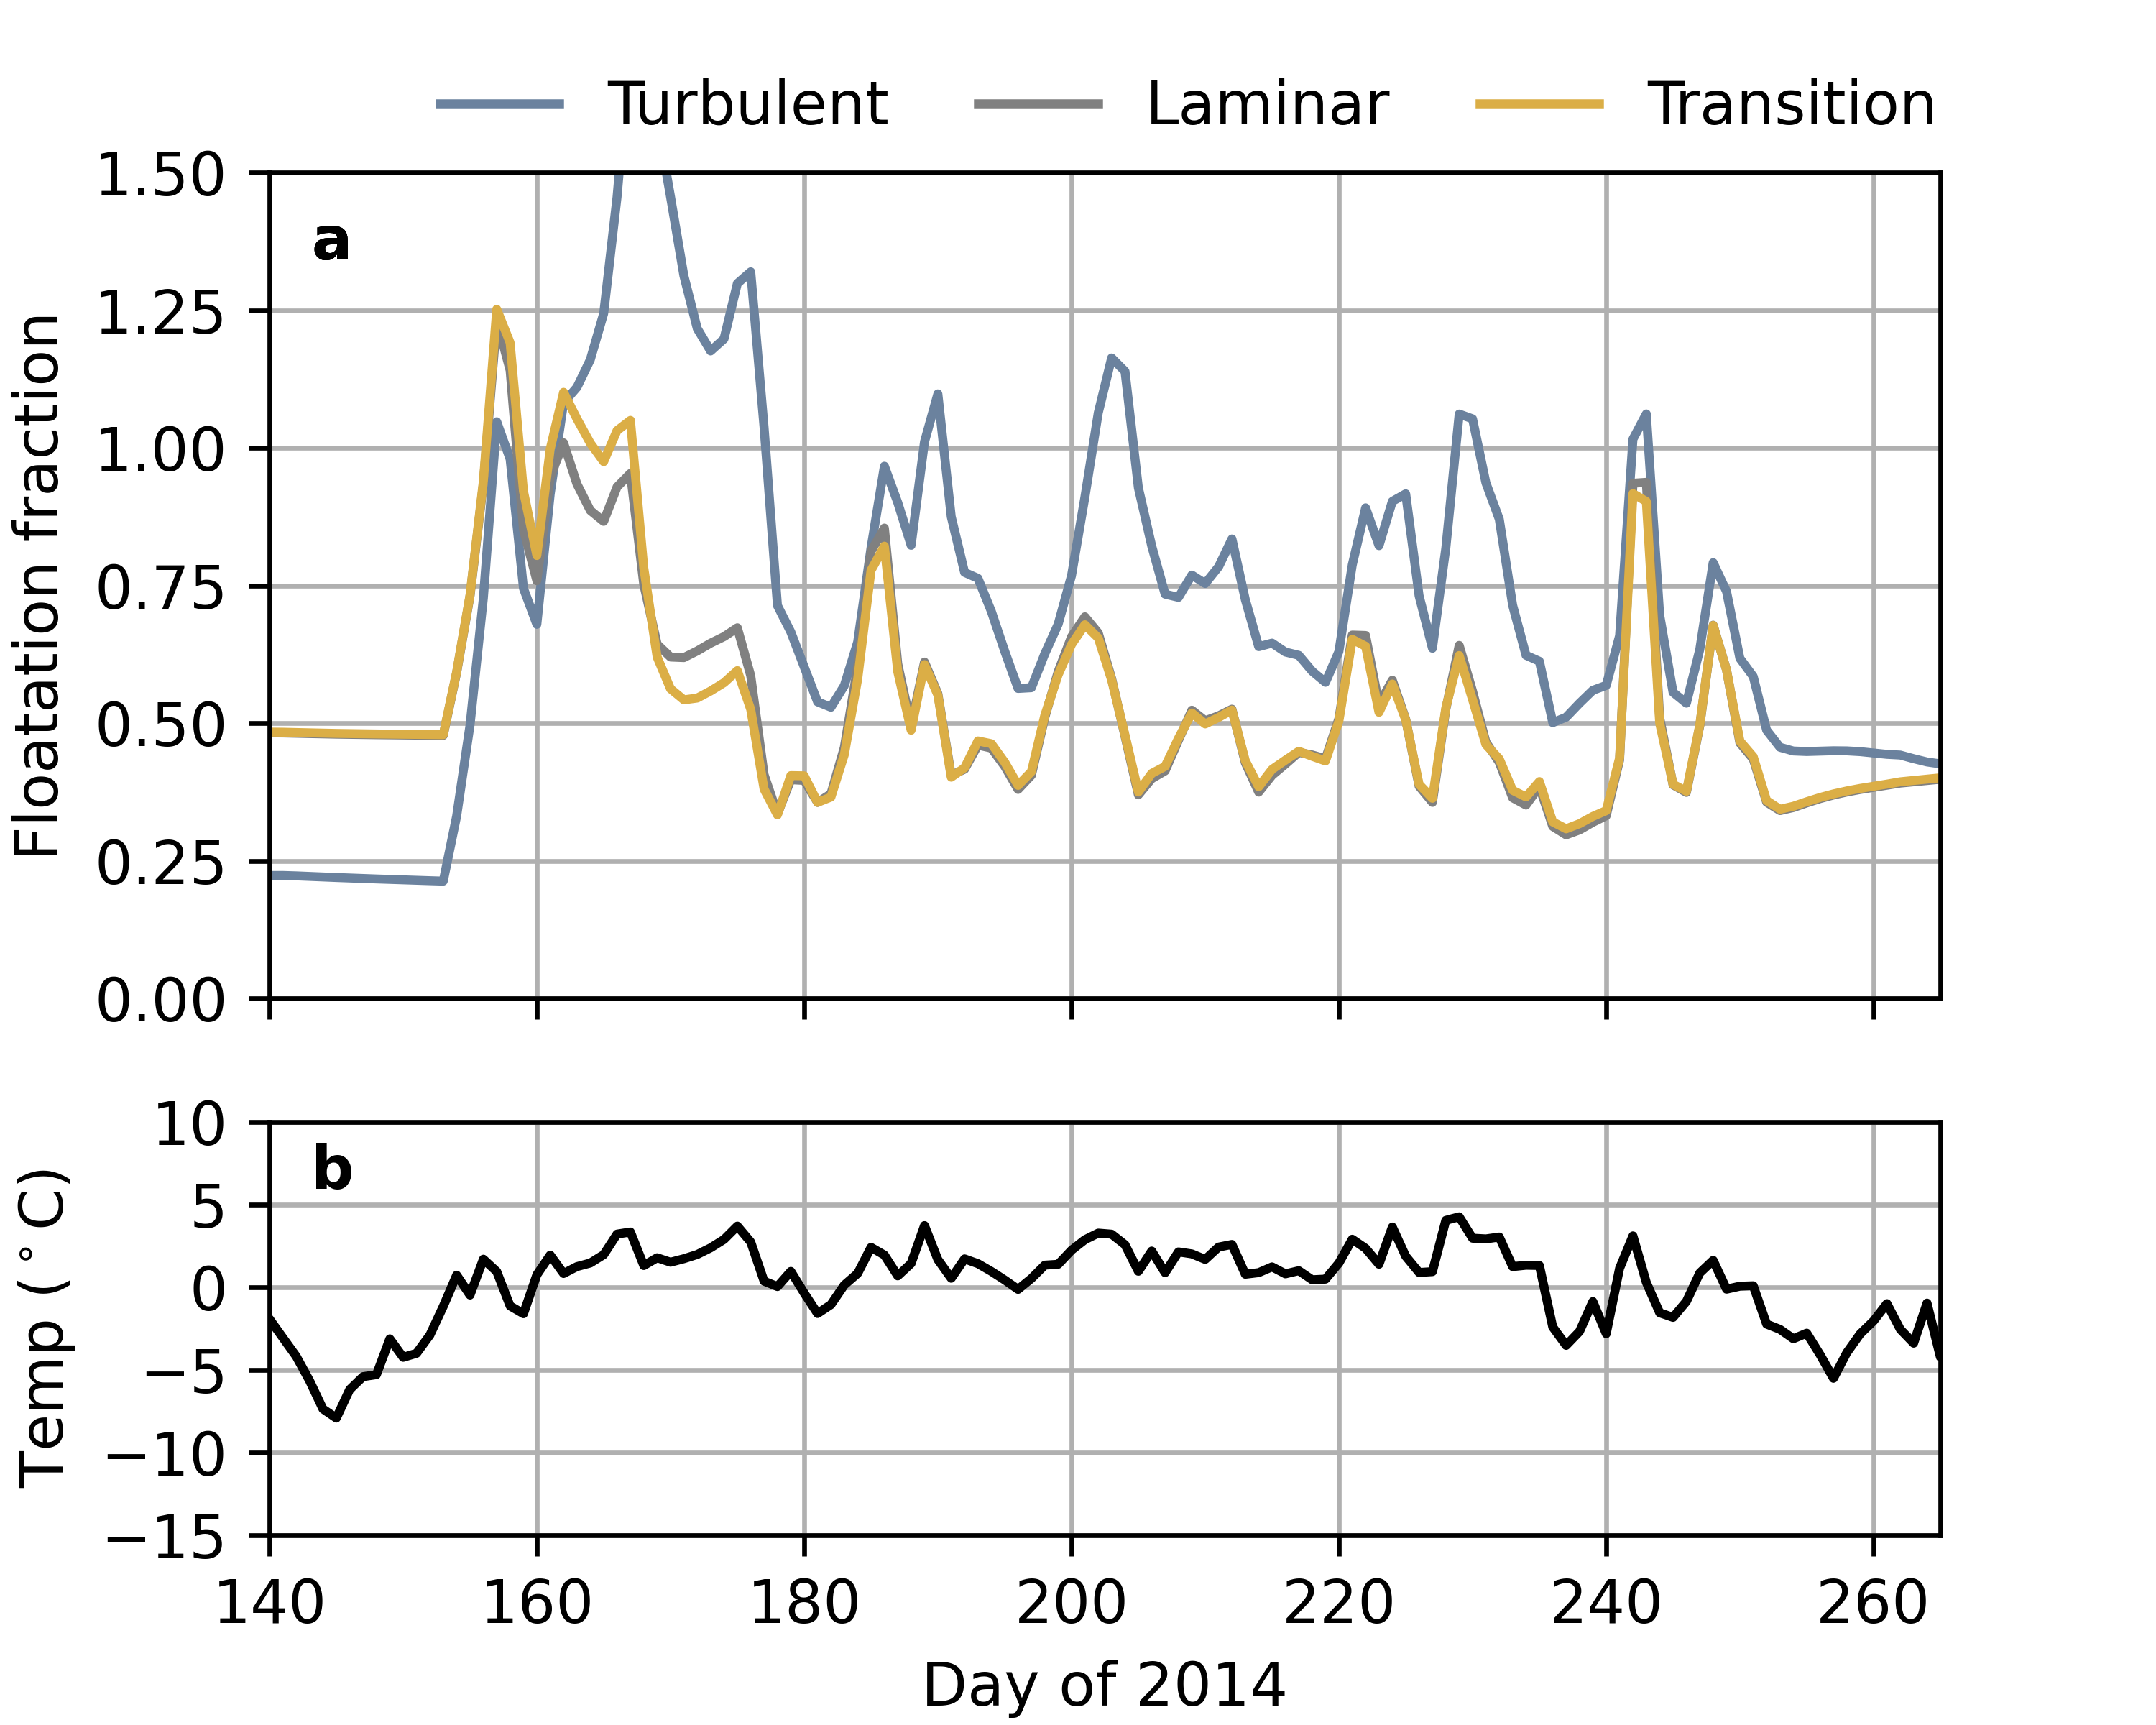 Turbulent Laminar Transition
1.50
a
1.25
1.00
0.75
0.50
0.25
0.00
Floatation fraction
10
b
5
0
−5
−10
−15
Temp (°C)
140 160 180 200 220 240 260
Day of 2014